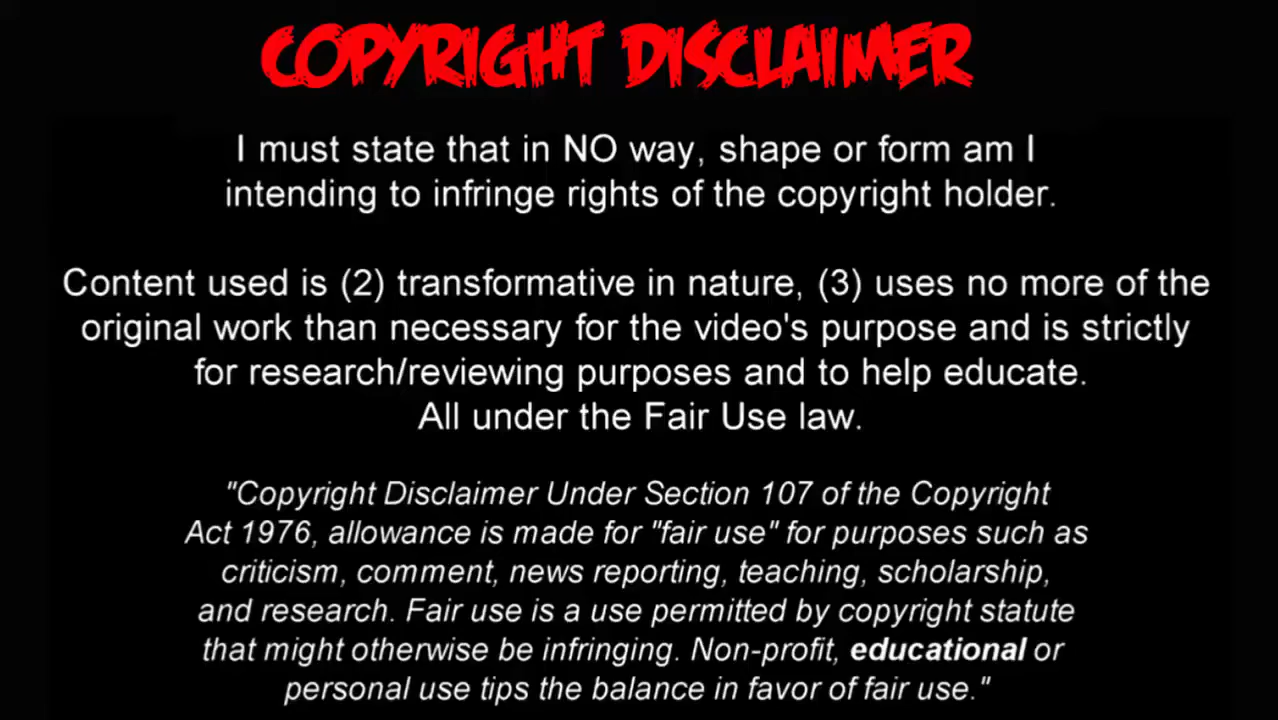 COPYRIGHT DISCLAIMER
I must state that in NO way, shape or form am I
intending to infringe rights of the copyright holder.
Content used is (2) transformative in nature, (3) uses no more of the
original work than necessary for the video's purpose and is strictly
for research/reviewing purposes and to help educate.
All under the Fair Use law.
"Copyright Disclaimer Under Section 107 of the Copyright
Act 1976, allowance is made for "fair use" for purposes such as
criticism, comment, news reporting, teaching, scholarship,
and research. Fair use is a use permitted by copyright statute
that might otherwise be infringing. Non-profit, educational or
personal use tips the balance in favor of fair use."